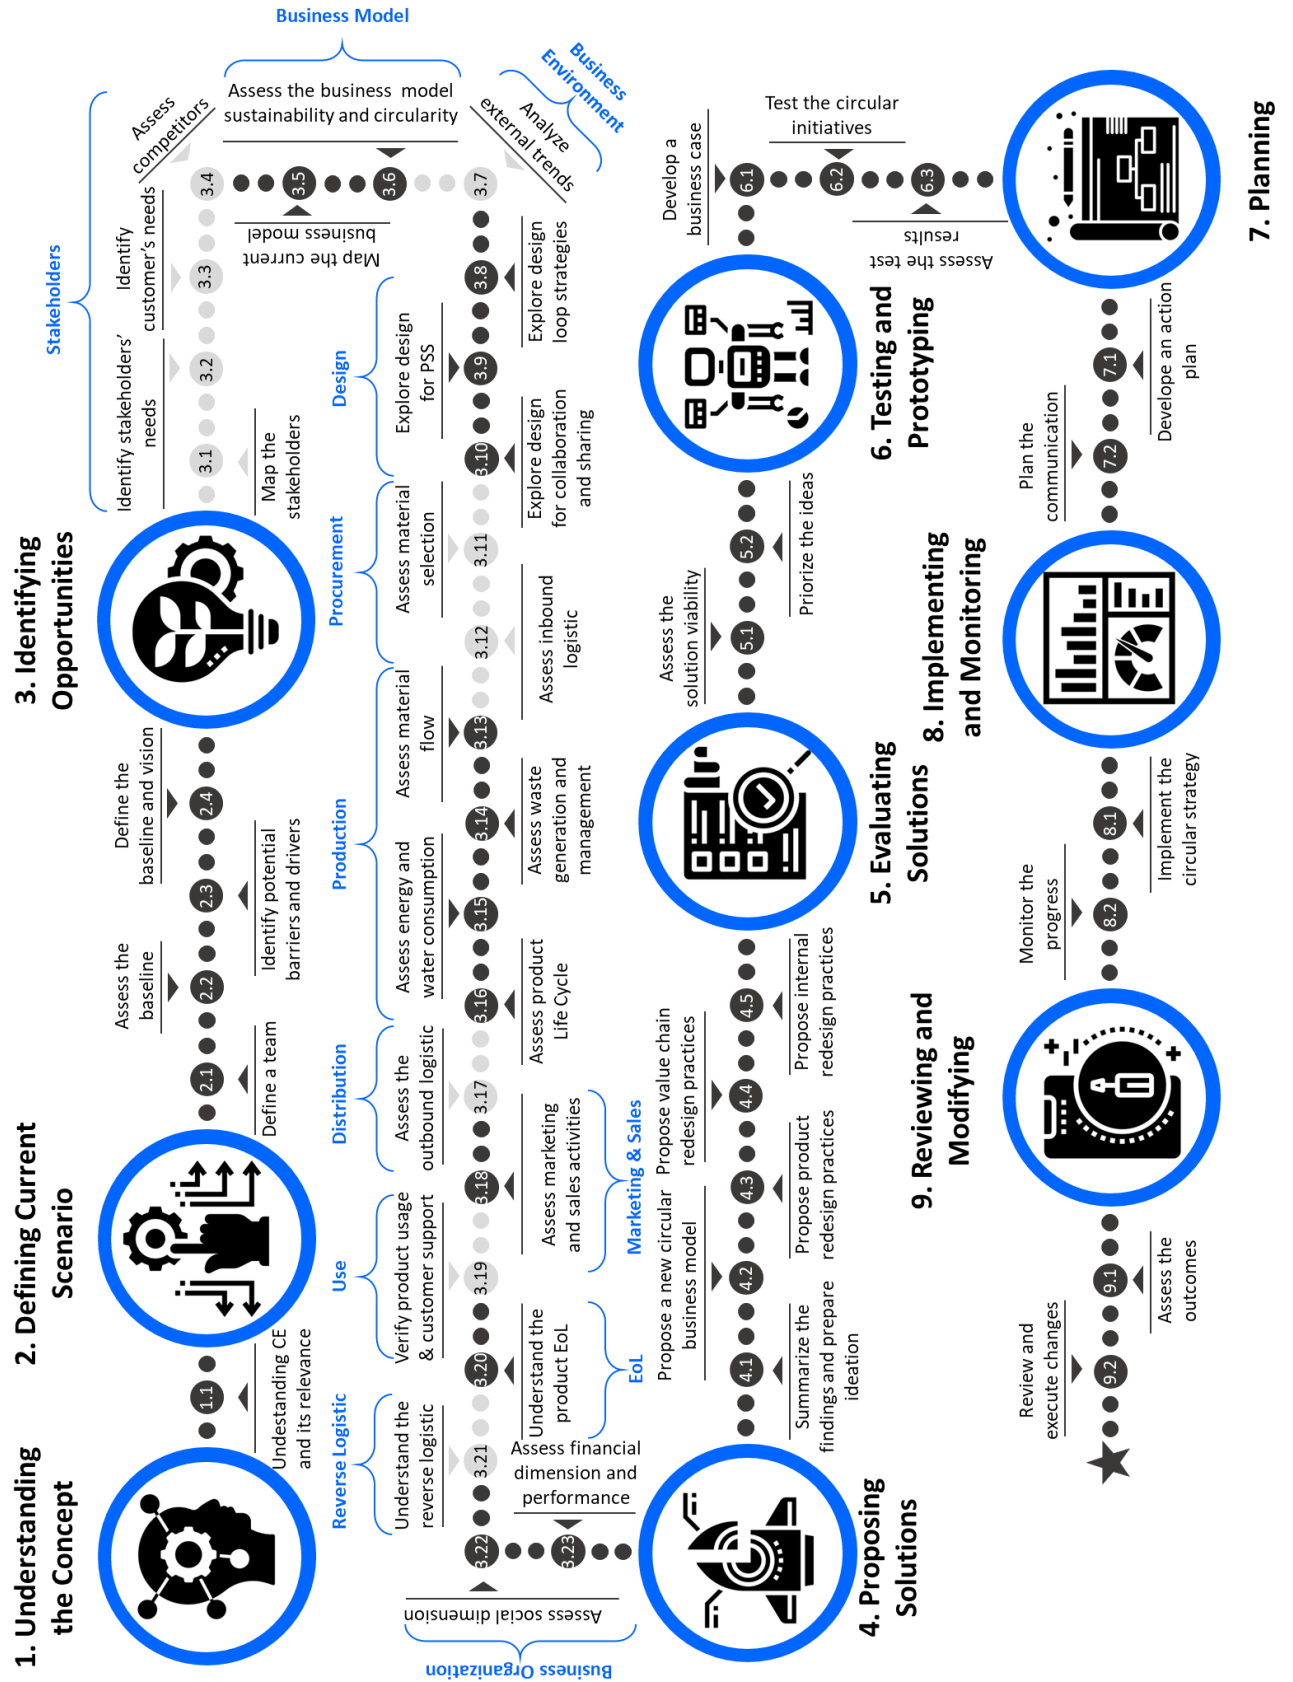 1. Understanding
the Concept
1.1
Undestanding CE
and its relevance
2. Defining Current
Scenario
2.1
Define a team
2.2
Assess the
baseline
2.3
Identify potential
barriers and drivers
2.4
Define the
baseline and vision
3. Identifying
Opportunities
Stakeholders
3.1
Map the
stakeholders
3.2
Identify stakeholders'
needs
3.3
Identify
customer's needs
3.4
Assess
competitors
Business Model
3.5
Map the current
business model
3.6
Assess the business model
sustainability and circularity
Business
Environment
3.7
Analyze
external trends
Design
3.8
Explore design
loop strategies
3.9
Explore design
for PSS
3.10
Explore design
for collaboration
and sharing
Procurement
3.11
Assess material
selection
3.12
Assess inbound
logistic
Production
3.13
Assess material
flow
3.14
Assess waste
generation and
management
3.15
Assess energy and
water consumption
3.16
Assess product
Life Cycle
Distribution
3.17
Assess the
outbound logistic
Marketing & Sales
3.18
Assess marketing
and sales activities
Use
3.19
Verify product usage
& customer support
EoL
3.20
Understand the
product EoL
Reverse Logistic
3.21
Understand the
reverse logistic
Business Organization
3.22
Assess social dimension
3.23
Assess financial
dimension and
performance
4. Proposing
Solutions
4.1
Summarize the
findings and prepare
ideation
4.2
Propose a new circular
business model
4.3
Propose product
redesign practices
4.4
Propose value chain
redesign practices
4.5
Propose internal
redesign practices
5. Evaluating
Solutions
5.1
Assess the
solution viability
5.2
Priorize the ideas
6. Testing and
Prototyping
6.1
Develop a
business case
6.2
Test the circular
initiatives
6.3
Assess the test
results
7. Planning
7.1
Develope an action
plan
7.2
Plan the
communication
8. Implementing
and Monitoring
8.1
Implement the
circular strategy
8.2
Monitor the
progress
9. Reviewing and
Modifying
9.1
Assess the
outcomes
9.2
Review and
execute changes